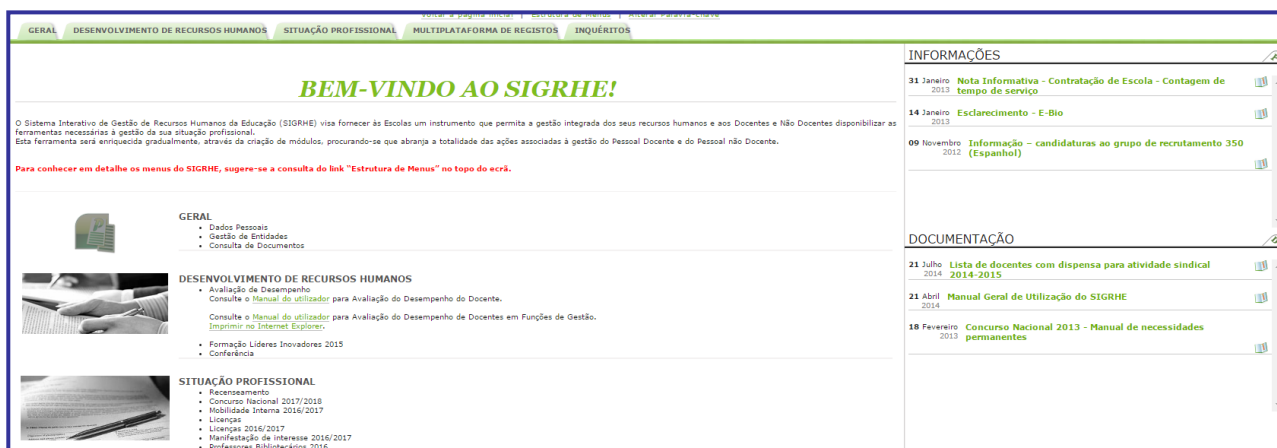 Voltar à página inicial | Estrutura de Menus | Alterar Palavra-chave
GERAL DESENVOLVIMENTO DE RECURSOS HUMANOS SITUAÇÃO PROFISSIONAL MULTIPLATAFORMA DE REGISTOS INQUÉRITOS
BEM-VINDO AO SIGRHE!
O Sistema Interativo de Gestão de Recursos Humanos da Educação (SIGRHE) visa fornecer às Escolas um instrumento que permita a gestão integrada dos seus recursos humanos e aos Docentes e Não Docentes disponibilizar as
ferramentas necessárias à gestão da sua situação profissional.
Esta ferramenta será enriquecida gradualmente, através da criação de módulos, procurando-se que abranja a totalidade das ações associadas à gestão do Pessoal Docente e do Pessoal não Docente.
Para conhecer em detalhe os menus do SIGRHE, sugere-se a consulta do link "Estrutura de Menus" no topo do ecrã.
GERAL
• Dados Pessoais
• Gestão de Entidades
• Consulta de Documentos
DESENVOLVIMENTO DE RECURSOS HUMANOS
• Avaliação de Desempenho
Consulte o Manual do utilizador para Avaliação do Desempenho do Docente.
Consulte o Manual do utilizador para Avaliação do Desempenho de Docentes em Funções de Gestão.
Imprimir no Internet Explorer.
• Formação Líderes Inovadores 2015
• Conferência
SITUAÇÃO PROFISSIONAL
• Recenseamento
• Concurso Nacional 2017/2018
• Mobilidade Interna 2016/2017
• Licenças
• Licenças 2016/2017
• Manifestação de interesse 2016/2017
• Professores Bibliotecários 2016
INFORMAÇÕES
31 Janeiro Nota Informativa - Contratação de Escola - Contagem de
2013 tempo de serviço
14 Janeiro Esclarecimento - E-Bio
2013
09 Novembro Informação – candidaturas ao grupo de recrutamento 350
2012 (Espanhol)
DOCUMENTAÇÃO
21 Julho Lista de docentes com dispensa para atividade sindical
2014 2014-2015
21 Abril Manual Geral de Utilização do SIGRHE
2014
18 Fevereiro Concurso Nacional 2013 - Manual de necessidades
2013 permanentes